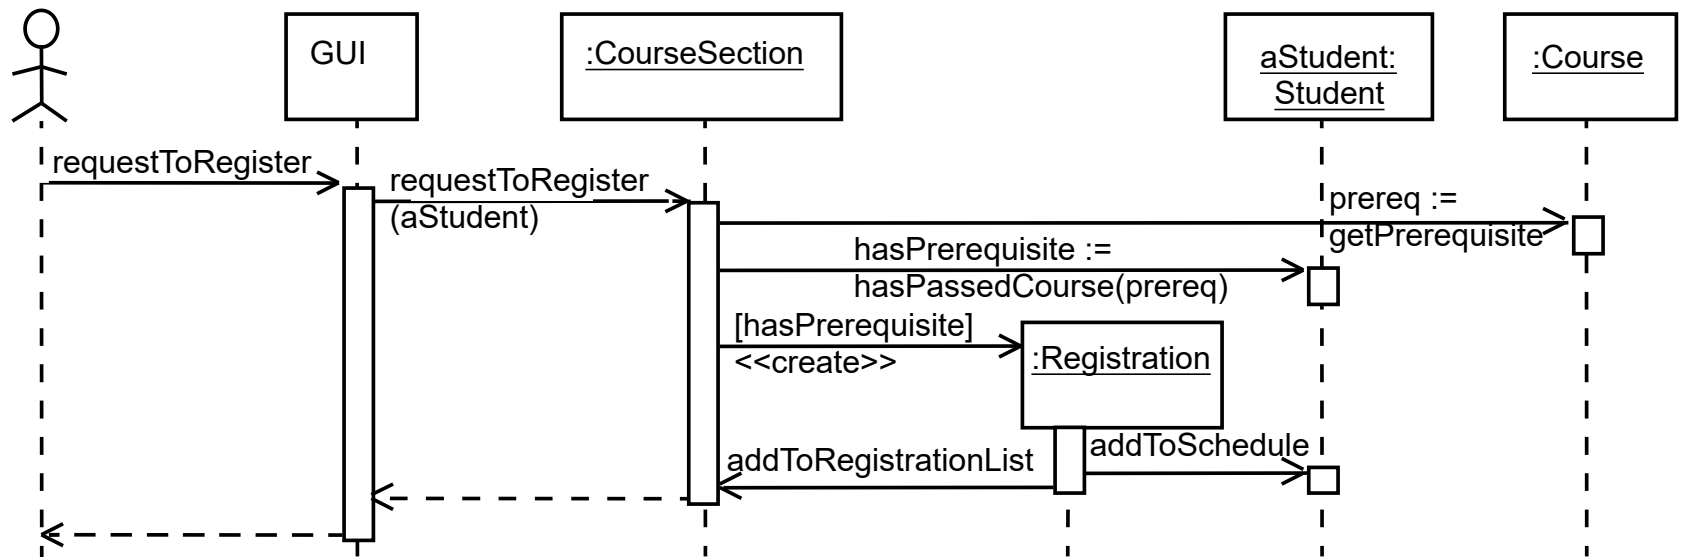 GUI
:CourseSection
aStudent:
Student
:Course
requestToRegister
requestToRegister
(aStudent)
prereq :=
getPrerequisite
hasPrerequisite :=
hasPassedCourse(prereq)
[hasPrerequisite]
<<create>>
:Registration
addToSchedule
addToRegistrationList